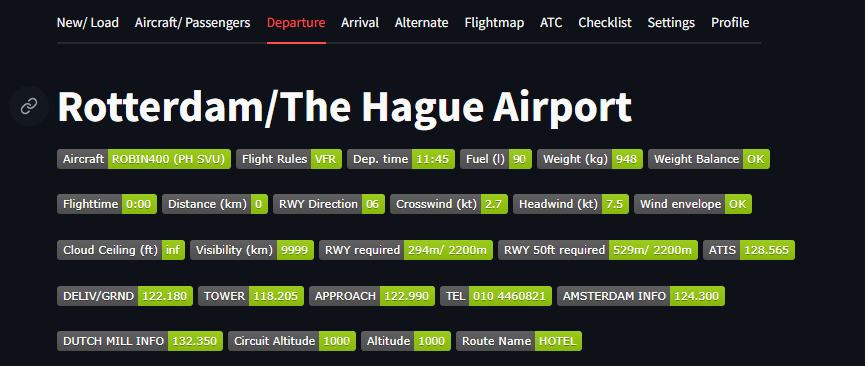 New/ Load Aircraft/ Passengers Departure Arrival Alternate Flightmap ATC Checklist Settings Profile
Rotterdam/The Hague Airport
Aircraft ROBIN400 (PH SVU) Flight Rules VFR Dep. time 11:45 Fuel (l) 90 Weight (kg) 948 Weight Balance OK
Flighttime 0:00 Distance (km) 0 RWY Direction 06 Crosswind (kt) 2.7 Headwind (kt) 7.5 Wind envelope OK
Cloud Ceiling (ft) inf Visibility (km) 9999 RWY required 294m/ 2200m RWY 50ft required 529m/ 2200m ATIS 128.565
DELIV/GRND 122.180 TOWER 118.205 APPROACH 122.990 TEL 010 4460821 AMSTERDAM INFO 124.300
DUTCH MILL INFO 132.350 Circuit Altitude 1000 Altitude 1000 Route Name HOTEL